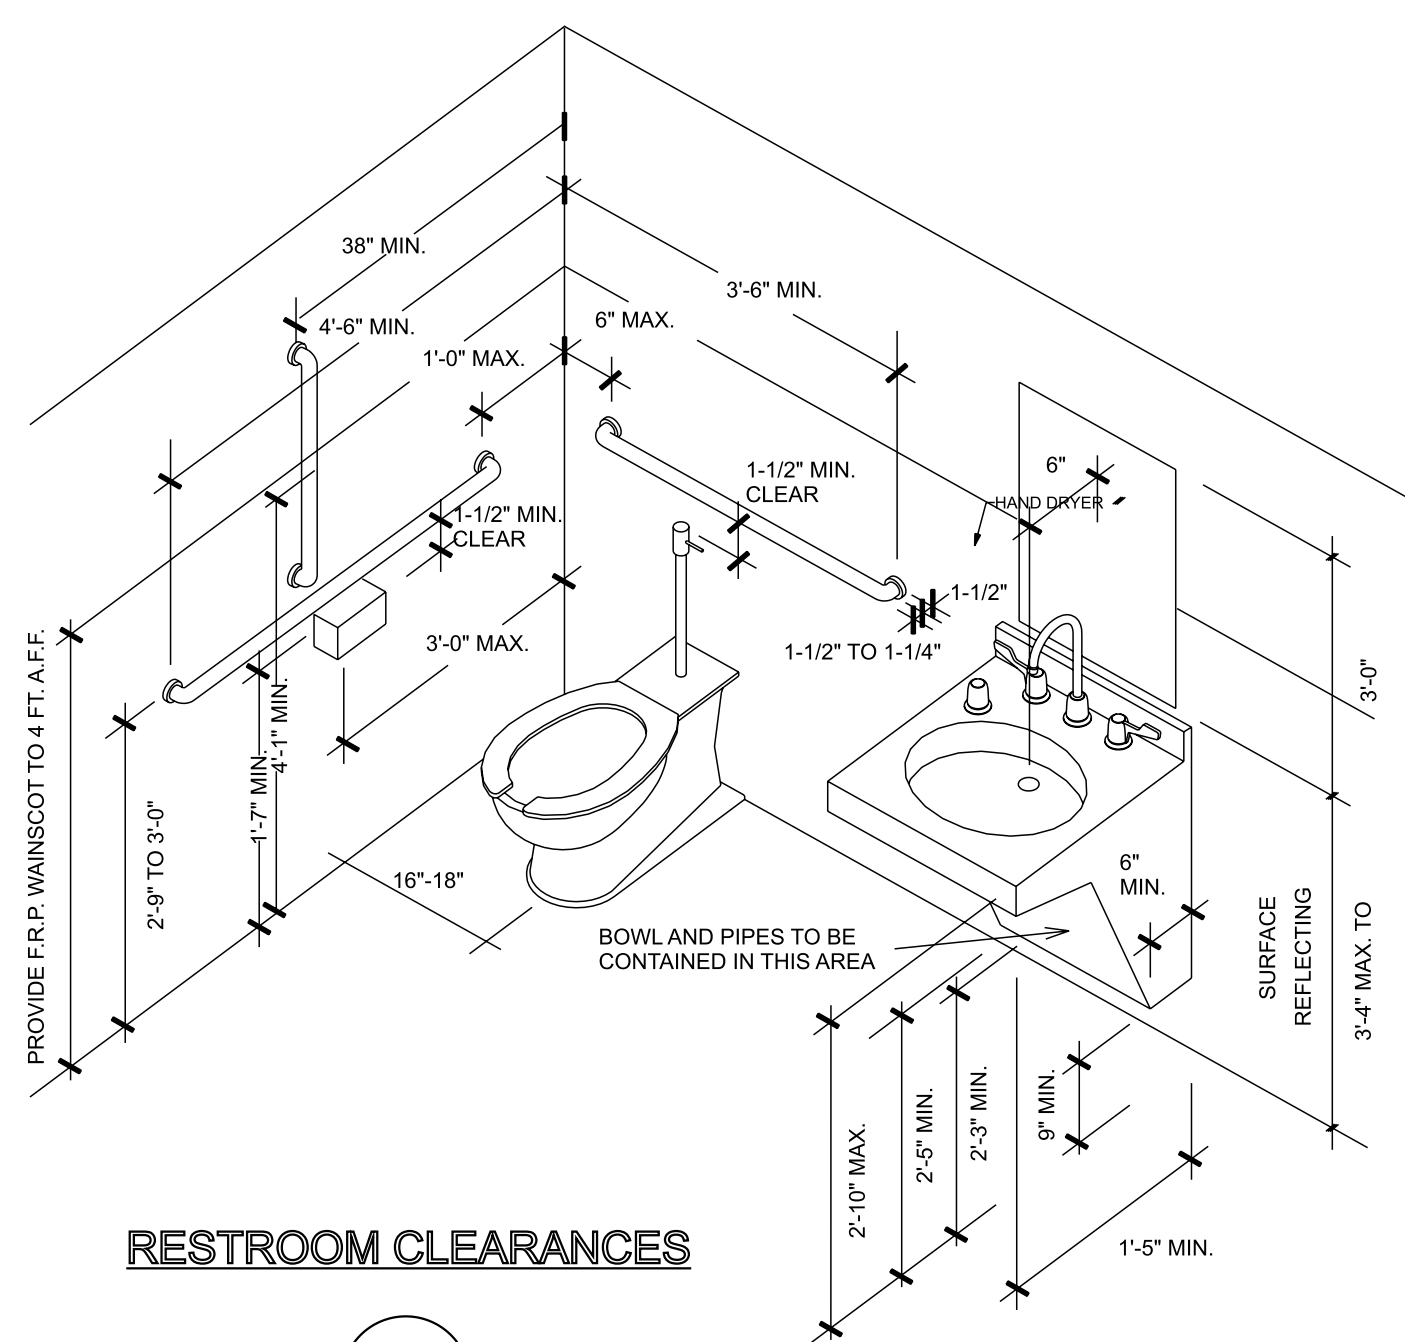 38" MIN.
3'-6" MIN.
4'-6" MIN.
6" MAX.
1'-0" MAX.
6"
1-1/2" MIN.
CLEAR
HAND DRYER
1-1/2" MIN.
CLEAR
1-1/2"
3'-0" MAX.
1-1/2" TO 1-1/4"
PROVIDE F.R.P. WAINSCOT TO 4 FT. A.F.F.
2'-9" TO 3'-0"
1'-7" MIN.
4'-1" MIN.
3'-0"
16"-18"
6"
MIN.
BOWL AND PIPES TO BE
CONTAINED IN THIS AREA
SURFACE
REFLECTING
3'-4" MAX. TO
2'-10" MAX.
2'-5" MIN.
2'-3" MIN.
9" MIN.
1'-5" MIN.
RESTROOM CLEARANCES